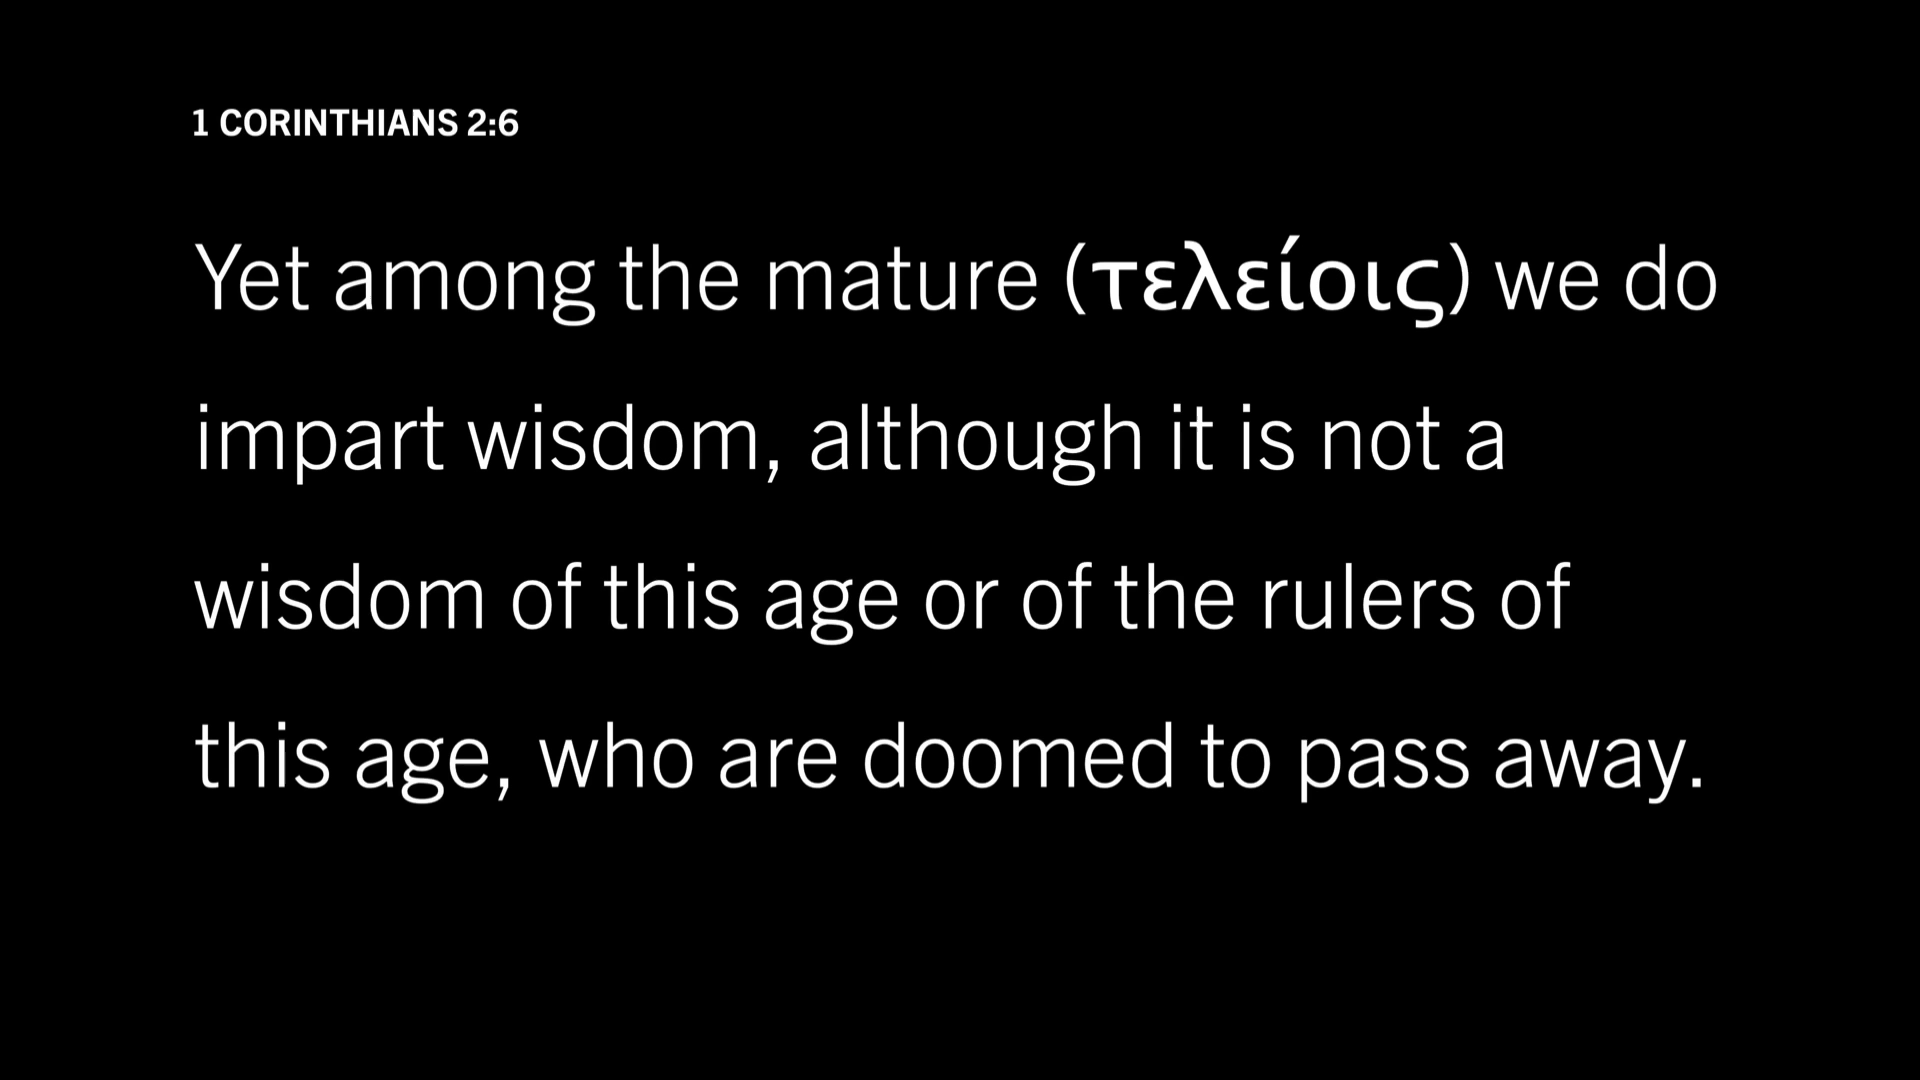 1 CORINTHIANS 2:6
Yet among the mature (τελείοις) we do
impart wisdom, although it is not a
wisdom of this age or of the rulers of
this age, who are doomed to pass away.